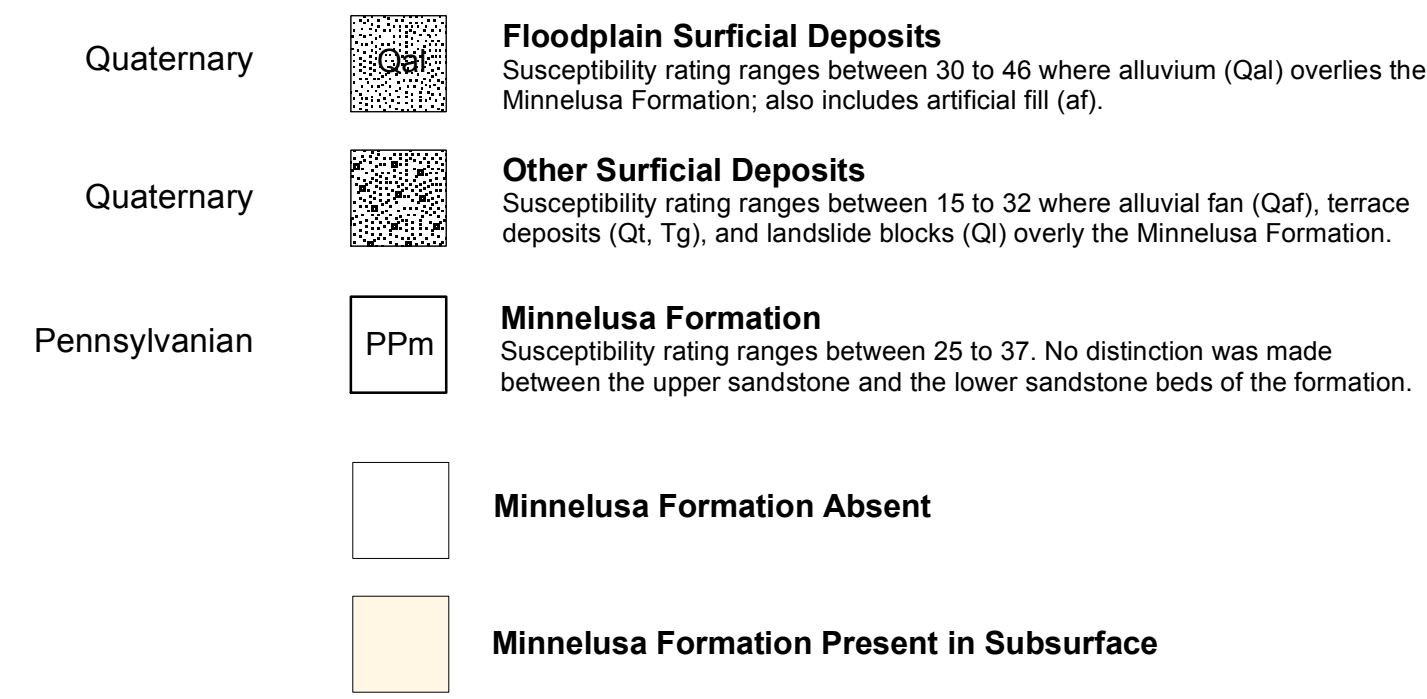 Quaternary
Qal
Floodplain Surficial Deposits
Susceptibility rating ranges between 30 to 46 where alluvium (Qal) overlies the
Minnelusa Formation; also includes artificial fill (af).
Quaternary
Other Surficial Deposits
Susceptibility rating ranges between 15 to 32 where alluvial fan (Qaf), terrace
deposits (Qt, Tg), and landslide blocks (Ql) overly the Minnelusa Formation.
Pennsylvanian
PPm
Minnelusa Formation
Susceptibility rating ranges between 25 to 37. No distinction was made
between the upper sandstone and the lower sandstone beds of the formation.
Minnelusa Formation Absent
Minnelusa Formation Present in Subsurface